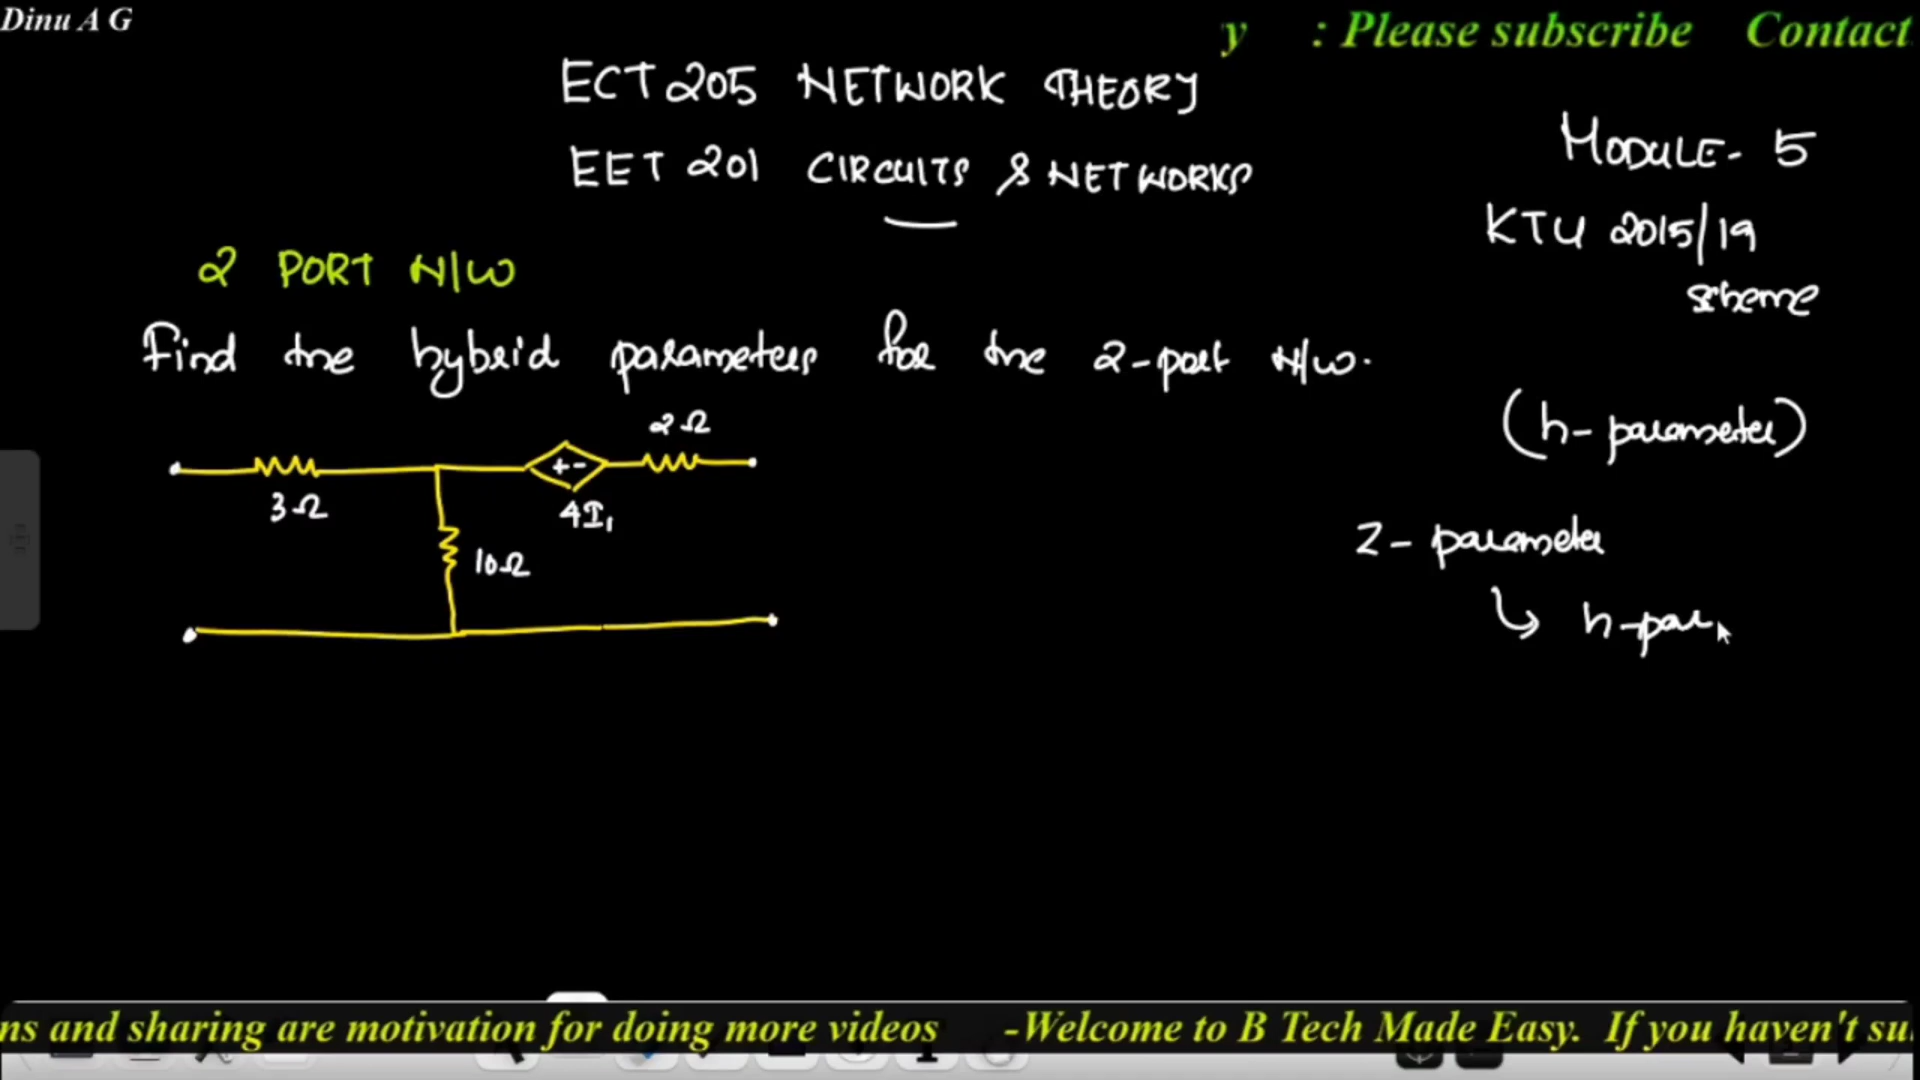 Dinu A G
y : Please subscribe Contact
ECT 205 NETWORK THEORY
EET 201 CIRCUITS & NETWORKS
MODULE - 5
KTU 2015/19
scheme
2 PORT N/W
Find the hybrid parameters for the 2-port N/W.
(h- parameter)
2Ω
+ -
3Ω
4I₁
10Ω
Z - parameter
↳ h-par
ns and sharing are motivation for doing more videos -Welcome to B Tech Made Easy. If you haven't su